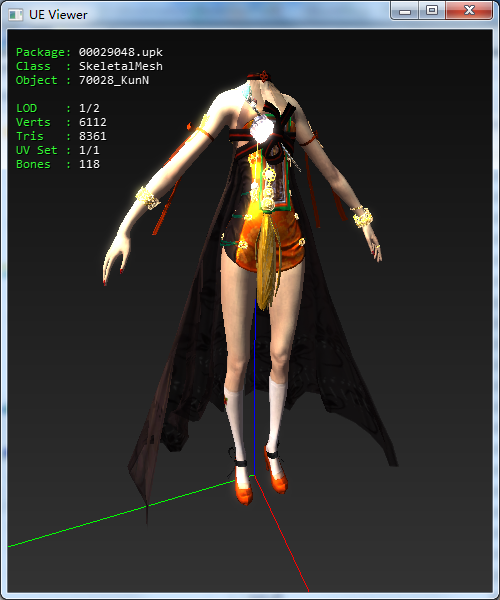 UE Viewer
Package: 00029048.upk
Class : SkeletalMesh
Object : 70028_KunN
LOD : 1/2
Verts : 6112
Tris : 8361
UV Set : 1/1
Bones : 118